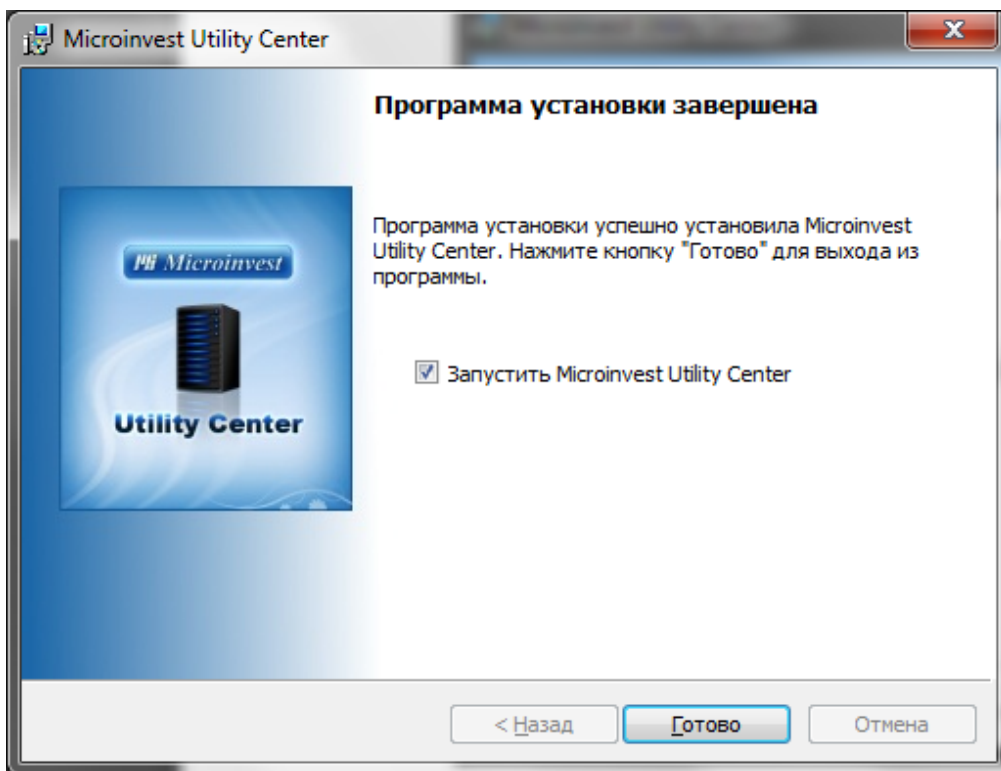 Microinvest Utility Center
Программа установки завершена
Microinvest
Utility Center
Программа установки успешно установила Microinvest
Utility Center. Нажмите кнопку "Готово" для выхода из
программы.
Запустить Microinvest Utility Center
< Назад
Готово
Отмена